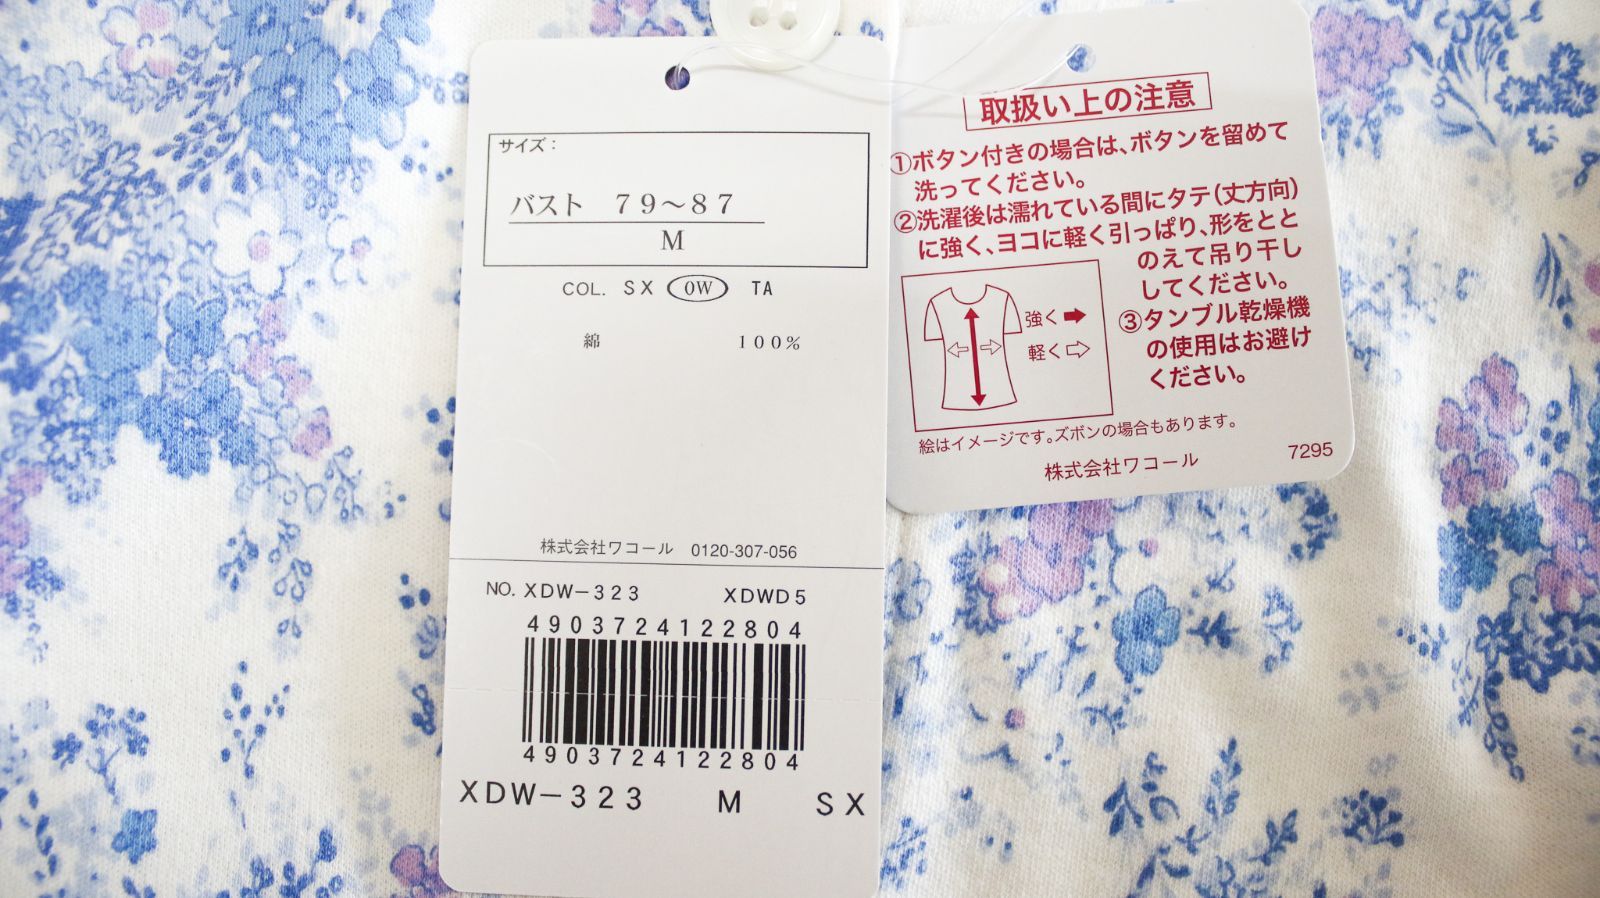 サイズ：
バスト　79～87
M
COL. SX 0W TA
綿 100%
株式会社ワコール 0120-307-056
NO. XDW-323 XDWD5
4903724122804
4903724122804
XDW-323 M SX
取扱い上の注意
①ボタン付きの場合は、ボタンを留めて
洗ってください。
②洗濯後は濡れている間にタテ(丈方向)
に強く、ヨコに軽く引っぱり、形をとと
のえて吊り干し
してください。
③タンブル乾燥機
の使用はお避け
ください。
強く
軽く
絵はイメージです。ズボンの場合もあります。
株式会社ワコール 7295